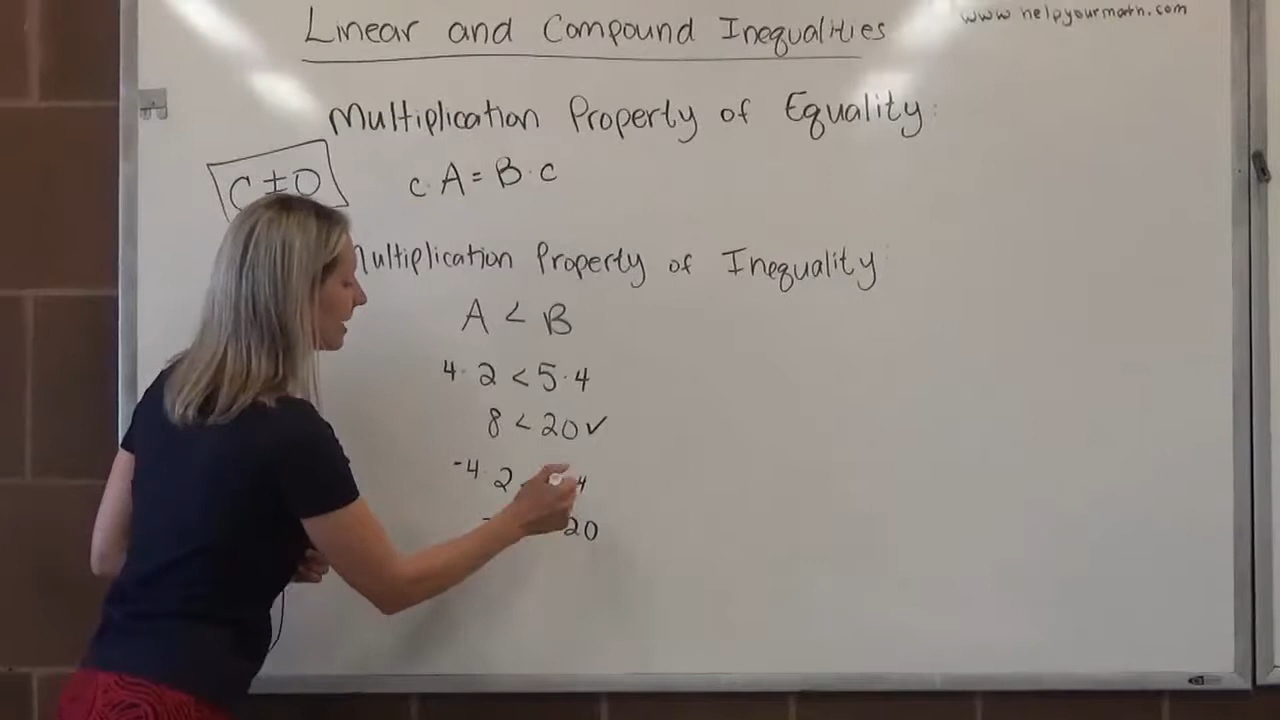 Linear and Compound Inequalities
www.helpyourmath.com
Multiplication Property of Equality:
C ± 0
c·A = B·c
Multiplication Property of Inequality:
A < B
4·2 < 5·4
8 < 20 ✓
-4·2 4
20